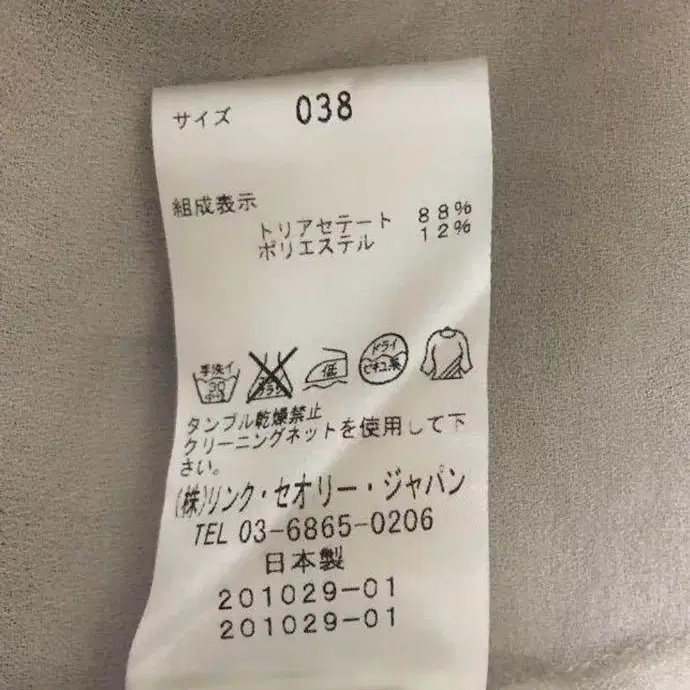 サイズ 038
組成表示
トリアセテート 88%
ポリエステル 12%
手洗イ 30 低 ドライ セキユ系
タンブル乾燥禁止
クリーニングネットを使用して下
さい。
(株)リンク・セオリー・ジャパン
TEL 03-6865-0206
日本製
201029-01
201029-01